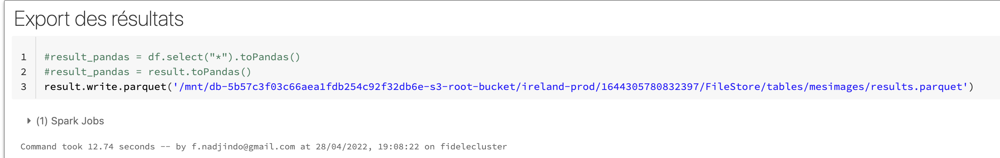 Export des résultats
1 #result_pandas = df.select("*").toPandas()
2 #result_pandas = result.toPandas()
3 result.write.parquet('/mnt/db-5b57c3f03c66aea1fdb254c92f32db6e-s3-root-bucket/ireland-prod/1644305780832397/FileStore/tables/mesimages/results.parquet')
(1) Spark Jobs
Command took 12.74 seconds -- by f.nadjindo@gmail.com at 28/04/2022, 19:08:22 on fidelecluster